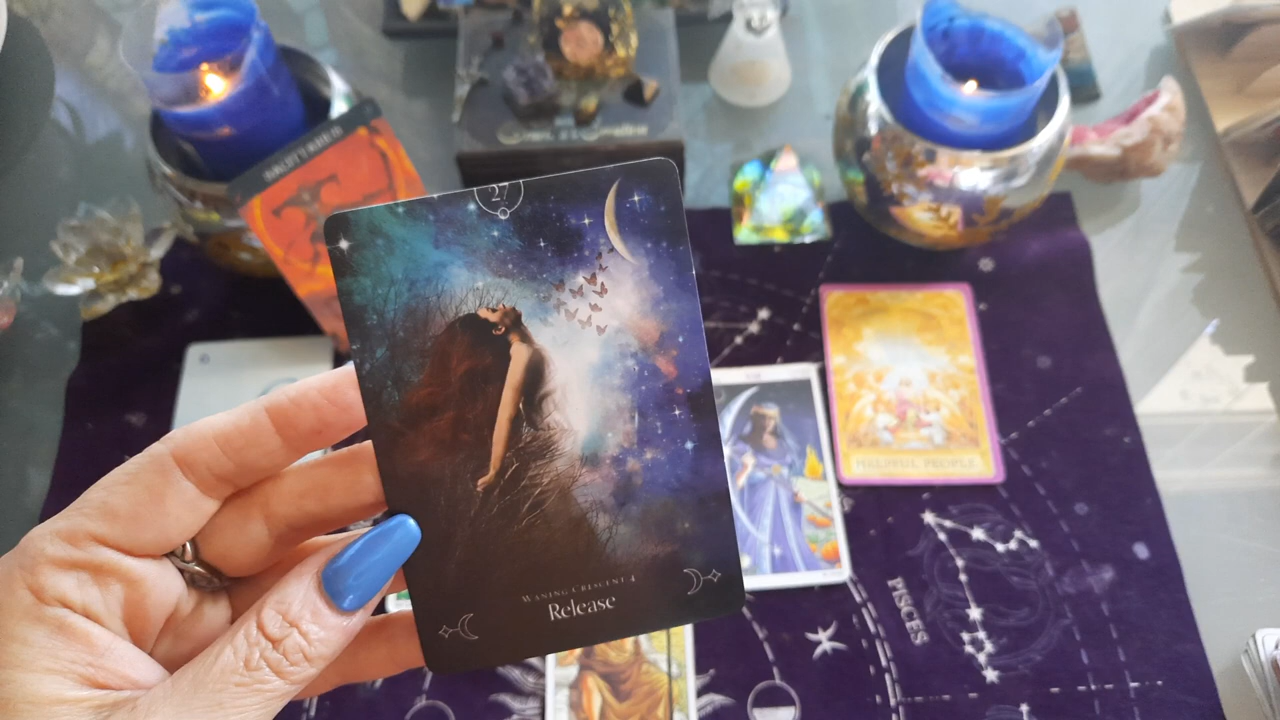 SAGITTARIUS
27
WANING CRESCENT 4
Release
HELPFUL PEOPLE
PISCES